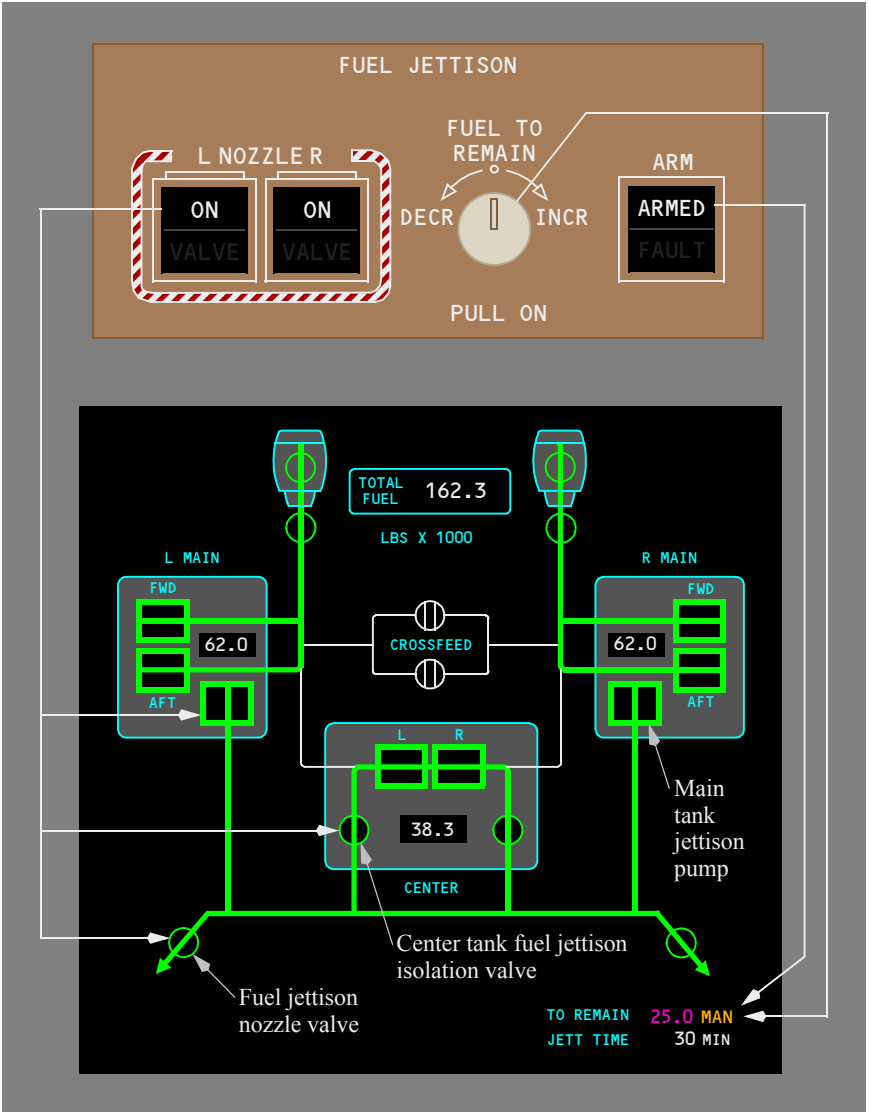 FUEL JETTISON
L NOZZLE R
FUEL TO
REMAIN
ARM
DECR
INCR
ON
VALVE
ON
VALVE
ARMED
FAULT
PULL ON
TOTAL
FUEL
162.3
LBS X 1000
L MAIN
R MAIN
FWD
FWD
62.0
CROSSFEED
62.0
AFT
AFT
L
R
Main
tank
jettison
pump
38.3
CENTER
Center tank fuel jettison
isolation valve
Fuel jettison
nozzle valve
TO REMAIN 25.0 MAN
JETT TIME 30 MIN